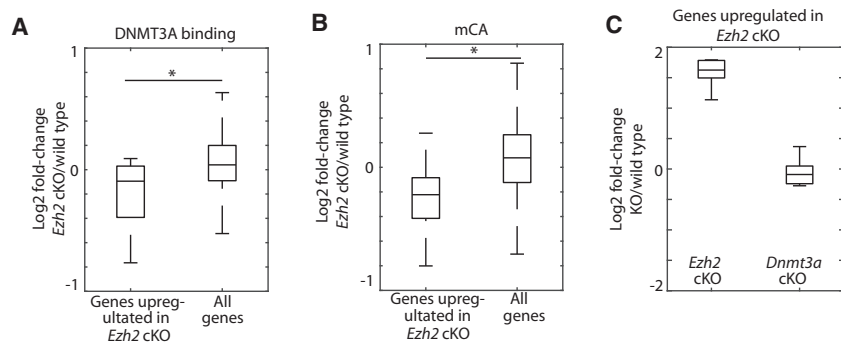 A
DNMT3A binding
1
*
0
-1
Log2 fold-change
Ezh2 cKO/wild type
Genes upreg-
ultated in
Ezh2 cKO
All
genes
B
mCA
1
*
0
-1
Log2 fold-change
Ezh2 cKO/wild type
Genes upreg-
ultated in
Ezh2 cKO
All
genes
C
Genes upregulated in
Ezh2 cKO
2
0
-2
Log2 fold-change
KO/wild type
Ezh2
cKO
Dnmt3a
cKO